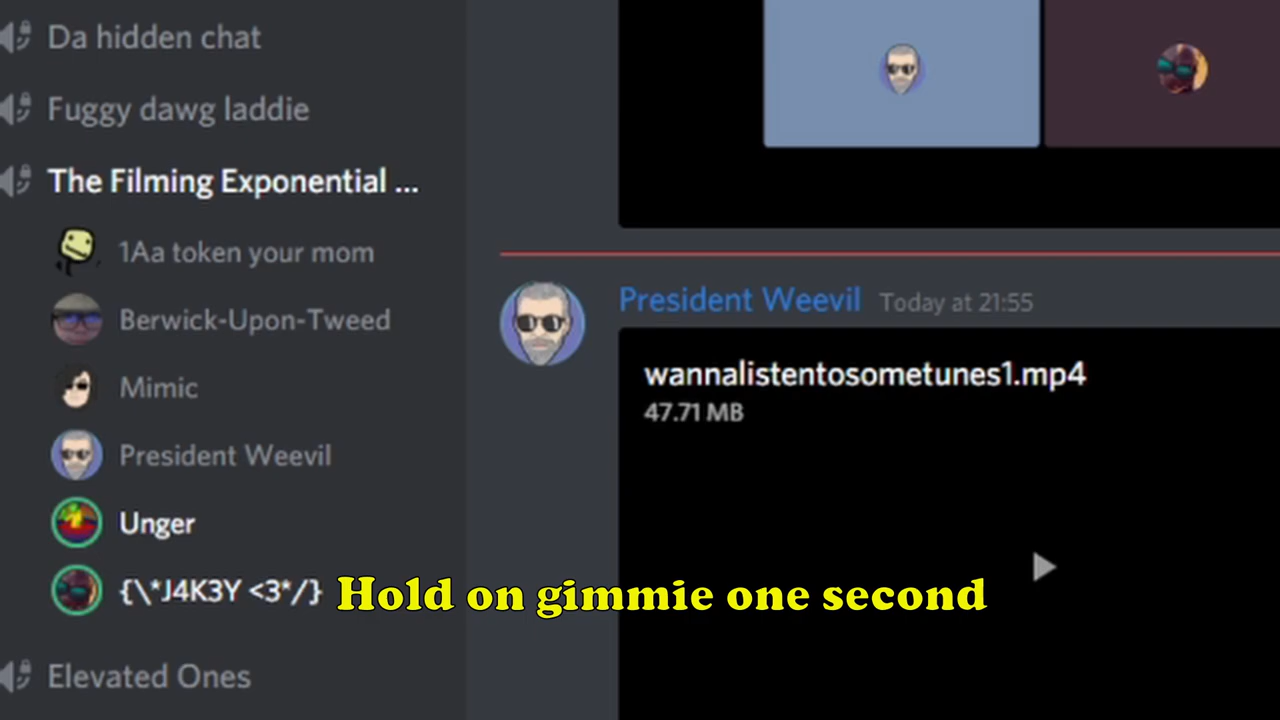 Da hidden chat
Fuggy dawg laddie
The Filming Exponential ...
1Aa token your mom
Berwick-Upon-Tweed
Mimic
President Weevil
Unger
{\*J4K3Y <3*/}
Elevated Ones
President Weevil Today at 21:55
wannalistentosometunes1.mp4
47.71 MB
Hold on gimmie one second